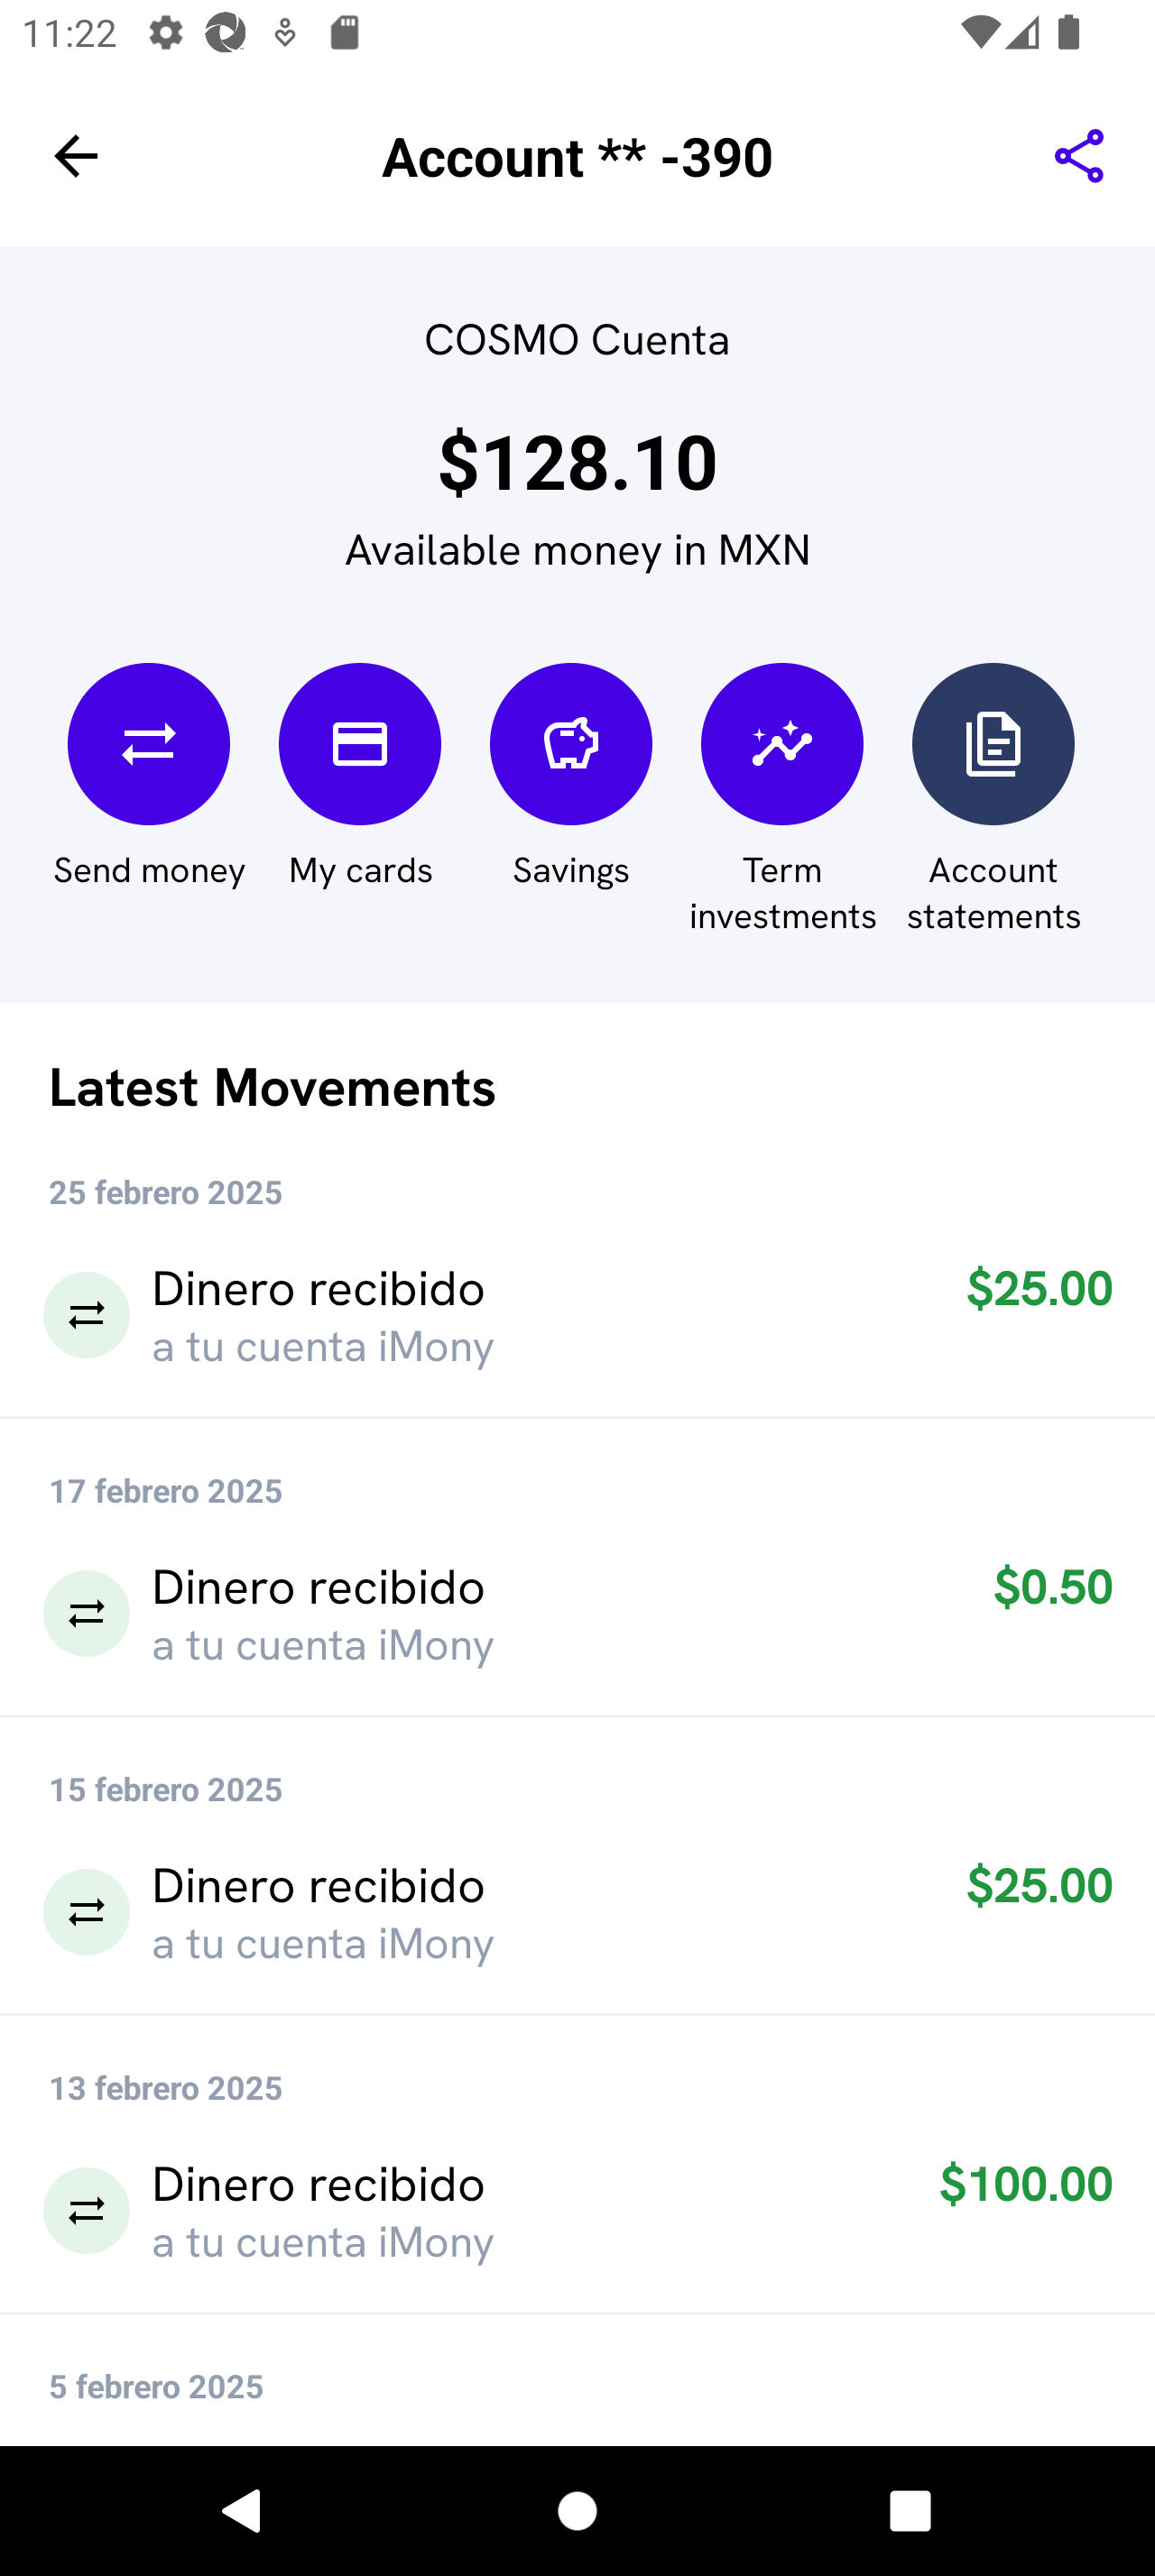 11:22
Account ** -390
COSMO Cuenta
$128.10
Available money in MXN
Send money
My cards
Savings
Term
investments
Account
statements
Latest Movements
25 febrero 2025
Dinero recibido
$25.00
a tu cuenta iMony
17 febrero 2025
Dinero recibido
$0.50
a tu cuenta iMony
15 febrero 2025
Dinero recibido
$25.00
a tu cuenta iMony
13 febrero 2025
Dinero recibido
$100.00
a tu cuenta iMony
5 febrero 2025